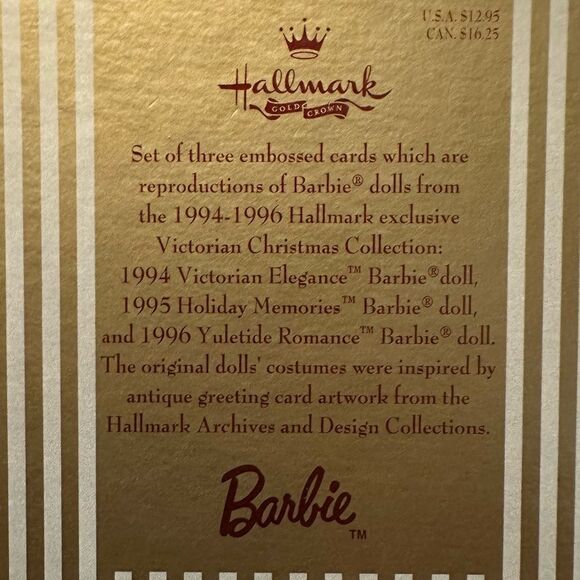 U.S.A. $12.95
CAN. $16.25
Hallmark
GOLD CROWN
Set of three embossed cards which are
reproductions of Barbie® dolls from
the 1994-1996 Hallmark exclusive
Victorian Christmas Collection:
1994 Victorian Elegance™ Barbie® doll,
1995 Holiday Memories™ Barbie® doll,
and 1996 Yuletide Romance™ Barbie® doll.
The original dolls' costumes were inspired by
antique greeting card artwork from the
Hallmark Archives and Design Collections.
Barbie™